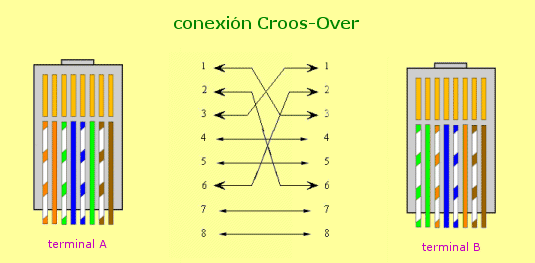 conexión Croos-Over
1 1
2 2
3 3
4 4
5 5
6 6
7 7
8 8
terminal A
terminal B